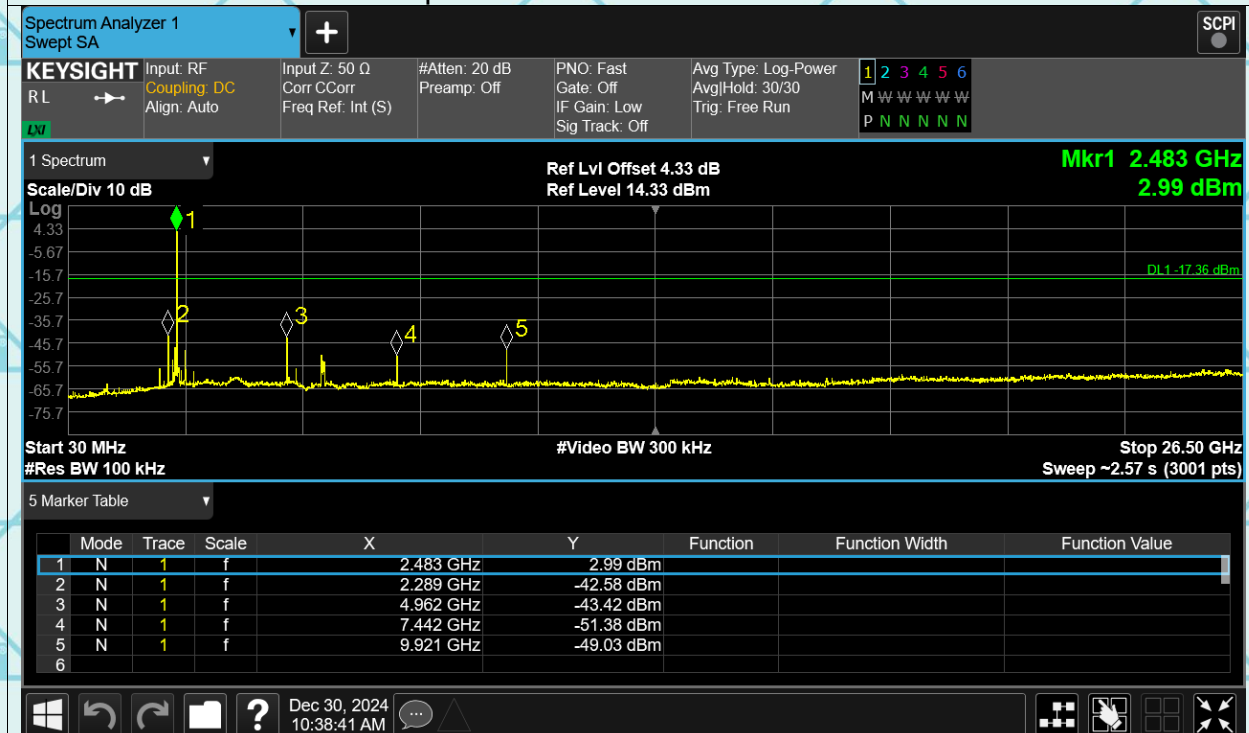 Spectrum Analyzer 1
Swept SA
+
SCPI
KEYSIGHT
RL
LXI
Input: RF
Coupling: DC
Align: Auto
Input Z: 50 Ω
Corr CCorr
Freq Ref: Int (S)
#Atten: 20 dB
Preamp: Off
PNO: Fast
Gate: Off
IF Gain: Low
Sig Track: Off
Avg Type: Log-Power
Avg|Hold: 30/30
Trig: Free Run
1 2 3 4 5 6
M W W W W W W
P N N N N N N
1 Spectrum
Scale/Div 10 dB
Ref Lvl Offset 4.33 dB
Ref Level 14.33 dBm
Mkr1 2.483 GHz
2.99 dBm
Log
4.33
-5.67
-15.7
-25.7
-35.7
-45.7
-55.7
-65.7
-75.7
1
2
3
4
5
DL1 -17.36 dBm
Start 30 MHz
#Res BW 100 kHz
#Video BW 300 kHz
Stop 26.50 GHz
Sweep ~2.57 s (3001 pts)
5 Marker Table
Mode Trace Scale X Y Function Function Width Function Value
1 N 1 f 2.483 GHz 2.99 dBm
2 N 1 f 2.289 GHz -42.58 dBm
3 N 1 f 4.962 GHz -43.42 dBm
4 N 1 f 7.442 GHz -51.38 dBm
5 N 1 f 9.921 GHz -49.03 dBm
6
?
Dec 30, 2024
10:38:41 AM